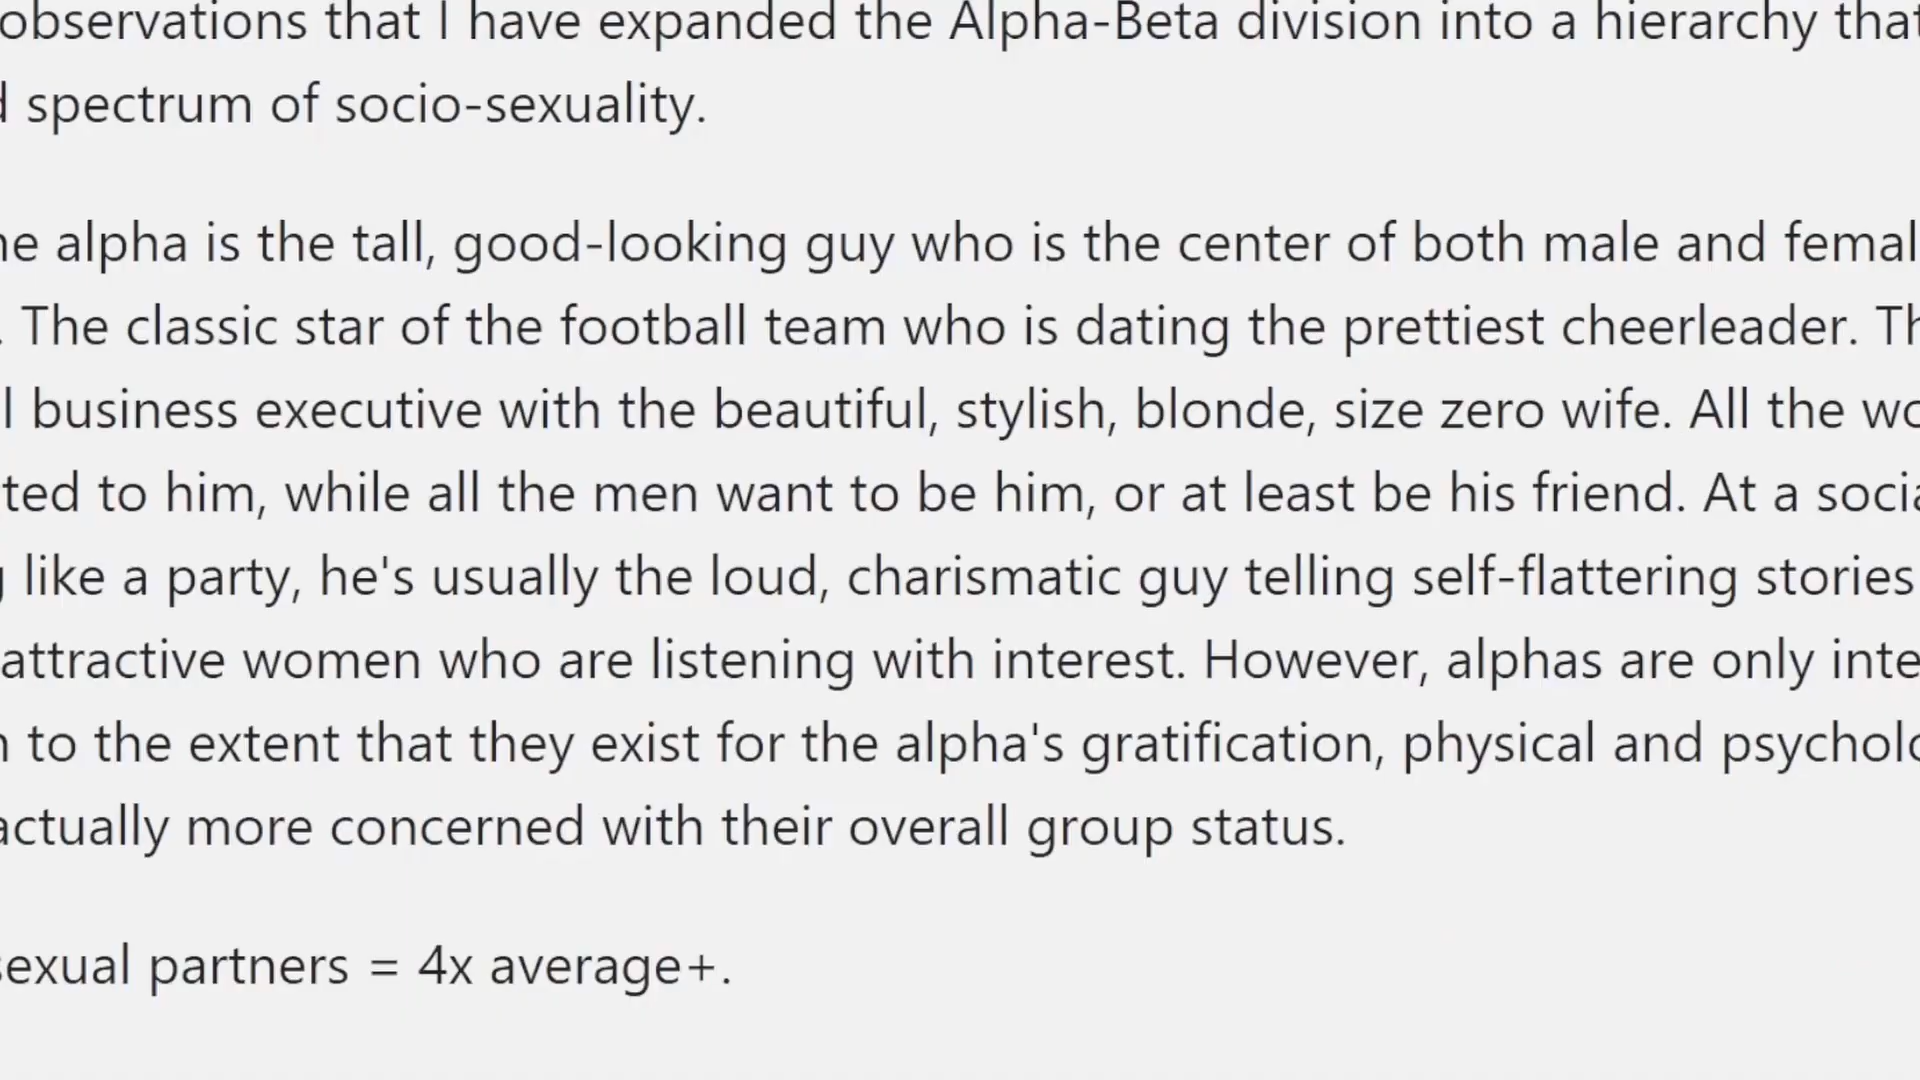 observations that I have expanded the Alpha-Beta division into a hierarchy that
spectrum of socio-sexuality.
he alpha is the tall, good-looking guy who is the center of both male and femal
. The classic star of the football team who is dating the prettiest cheerleader. Th
l business executive with the beautiful, stylish, blonde, size zero wife. All the wo
ted to him, while all the men want to be him, or at least be his friend. At a socia
g like a party, he's usually the loud, charismatic guy telling self-flattering stories
attractive women who are listening with interest. However, alphas are only inte
n to the extent that they exist for the alpha's gratification, physical and psycholo
actually more concerned with their overall group status.
sexual partners = 4x average+.